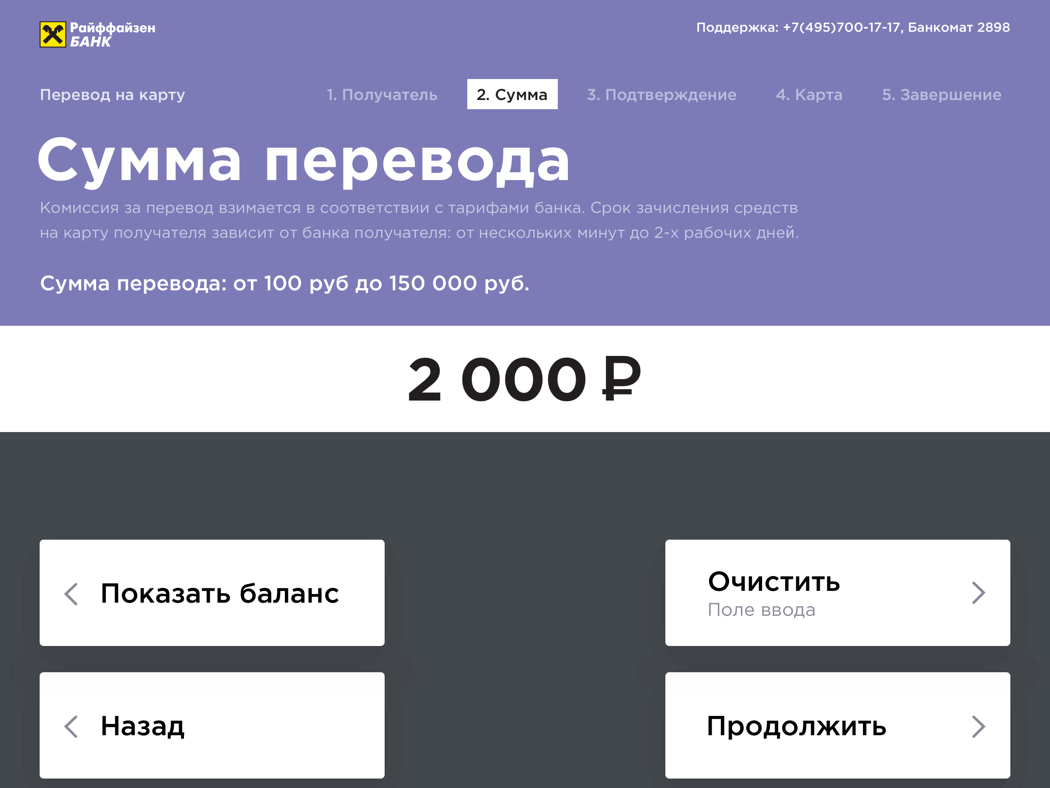 Райффайзен
БАНК
Поддержка: +7(495)700-17-17, Банкомат 2898
Перевод на карту
1. Получатель
2. Сумма
3. Подтверждение
4. Карта
5. Завершение
Сумма перевода
Комиссия за перевод взимается в соответствии с тарифами банка. Срок зачисления средств
на карту получателя зависит от банка получателя: от нескольких минут до 2-х рабочих дней.
Сумма перевода: от 100 руб до 150 000 руб.
2 000 ₽
Показать баланс
Очистить
Поле ввода
Назад
Продолжить